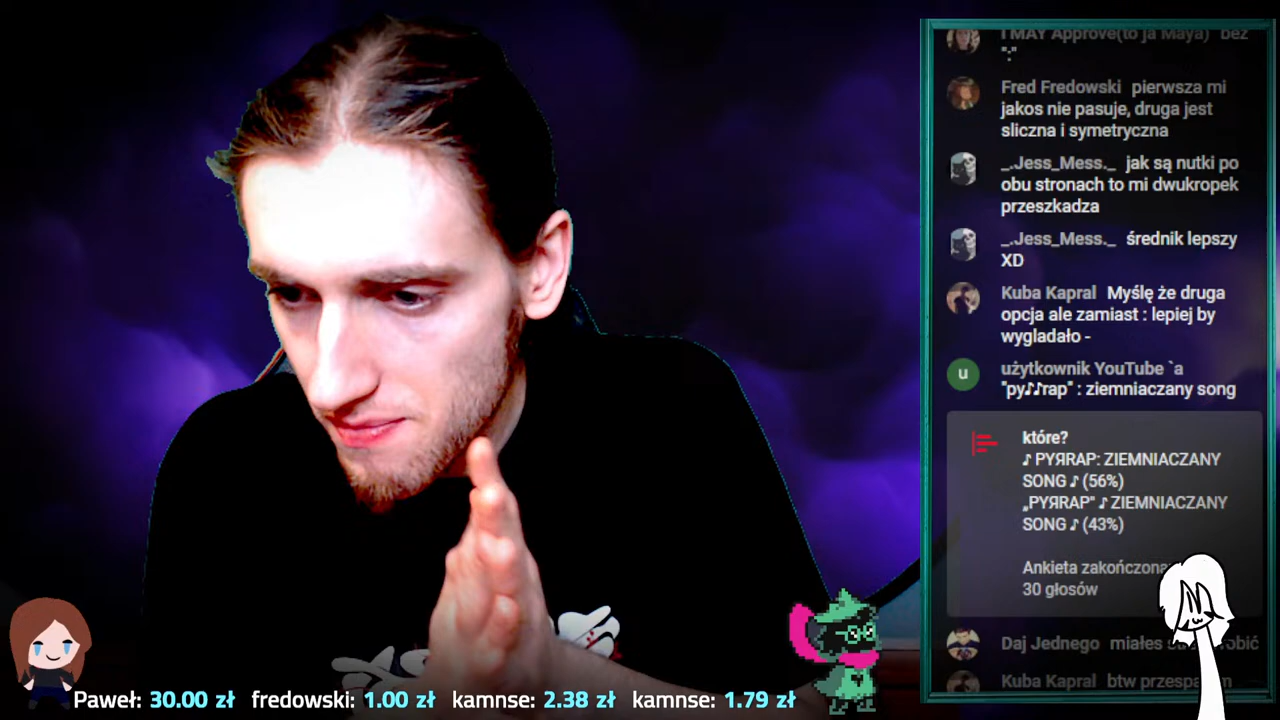 I MAY Approve(to ja Maya) bez
":"
Fred Fredowski pierwsza mi
jakos nie pasuje, druga jest
sliczna i symetryczna
_.Jess_Mess._ jak są nutki po
obu stronach to mi dwukropek
przeszkadza
_.Jess_Mess._ średnik lepszy
XD
Kuba Kapral Myślę że druga
opcja ale zamiast : lepiej by
wygladało -
u
użytkownik YouTube `a
"py♪♪rap" : ziemniaczany song
które?
♪ PYЯRAP: ZIEMNIACZANY
SONG ♪ (56%)
„PYЯRAP" ♪ ZIEMNIACZANY
SONG ♪ (43%)
Ankieta zakończona
30 głosów
Daj Jednego miałes
Kuba Kapral btw
Paweł: 30.00 zł fredowski: 1.00 zł kamnse: 2.38 zł kamnse: 1.79 zł